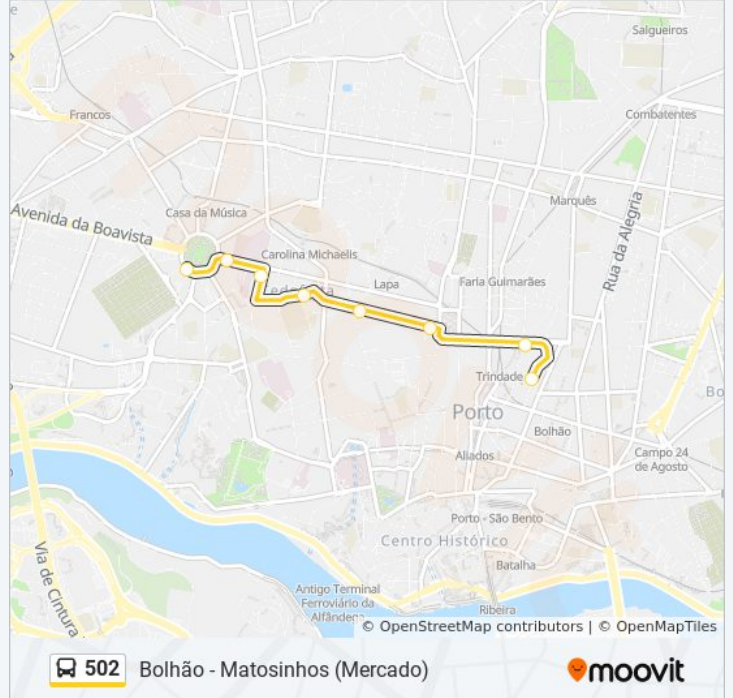 Salgueiros
Francos
Combatentes
Marquês
Rua da Alegria
Casa da Música
Avenida da Boavista
Carolina Michaelis
Lapa
Faria Guimarães
Trindade
Porto
Bolhão
Aliados
Campo 24
de Agosto
Porto - São Bento
Centro Histórico
Batalha
Via de Cintura
Antigo Terminal
Ferroviário da
Alfândega
Ribeira
© OpenStreetMap contributors | © OpenMapTiles
502 Bolhão - Matosinhos (Mercado)
moovit